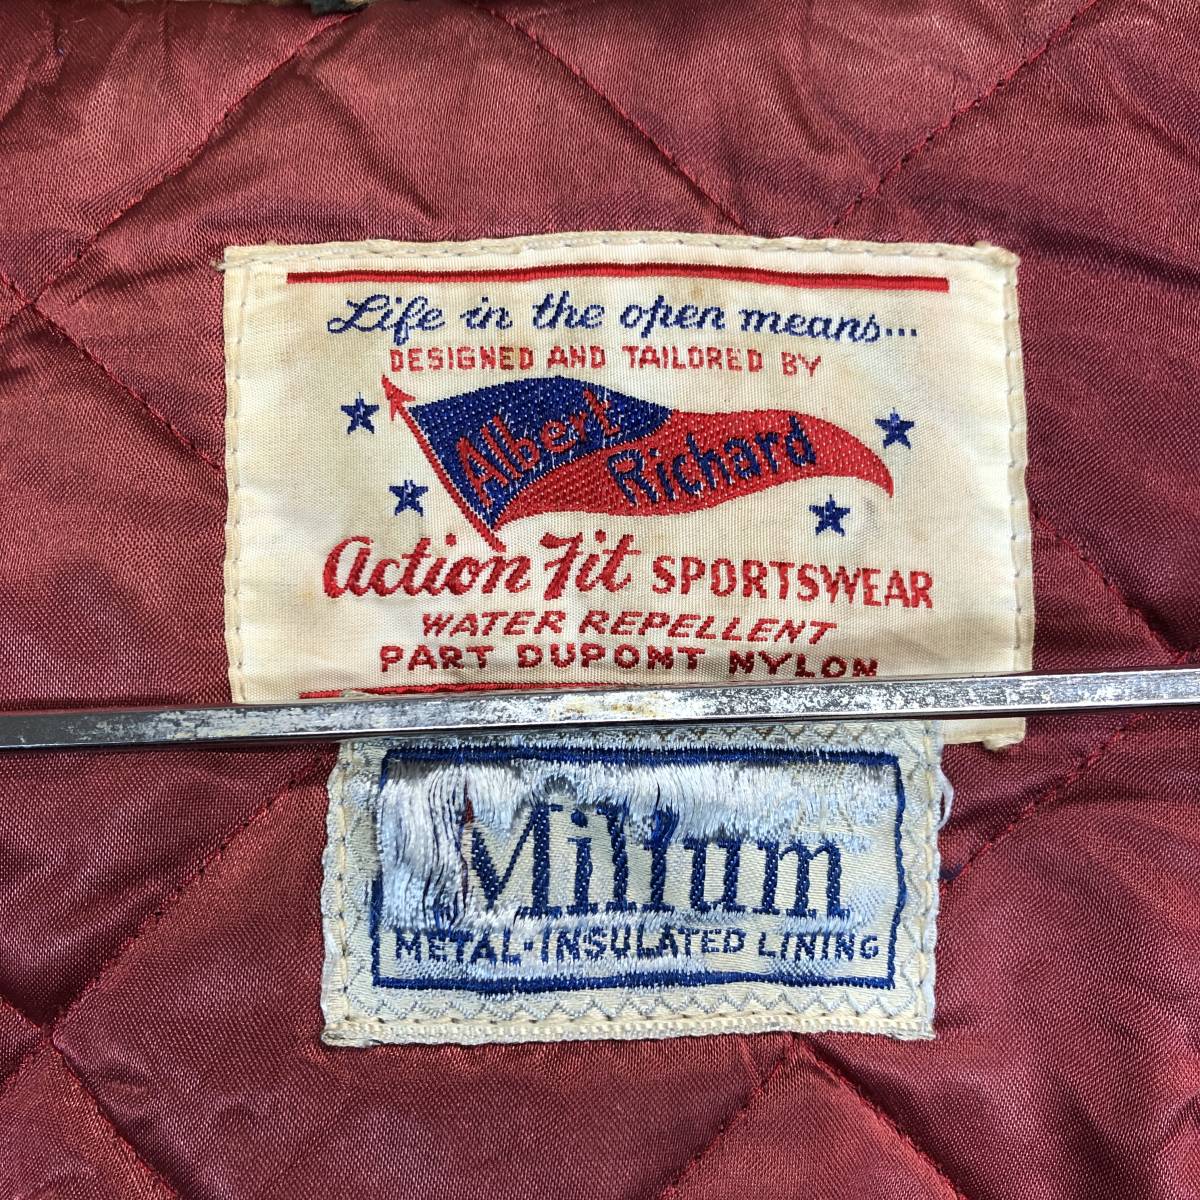 Life in the open means...
DESIGNED AND TAILORED BY
Albert Richard
Action Fit SPORTSWEAR
WATER REPELLENT
PART DUPONT NYLON
Milium
METAL-INSULATED LINING